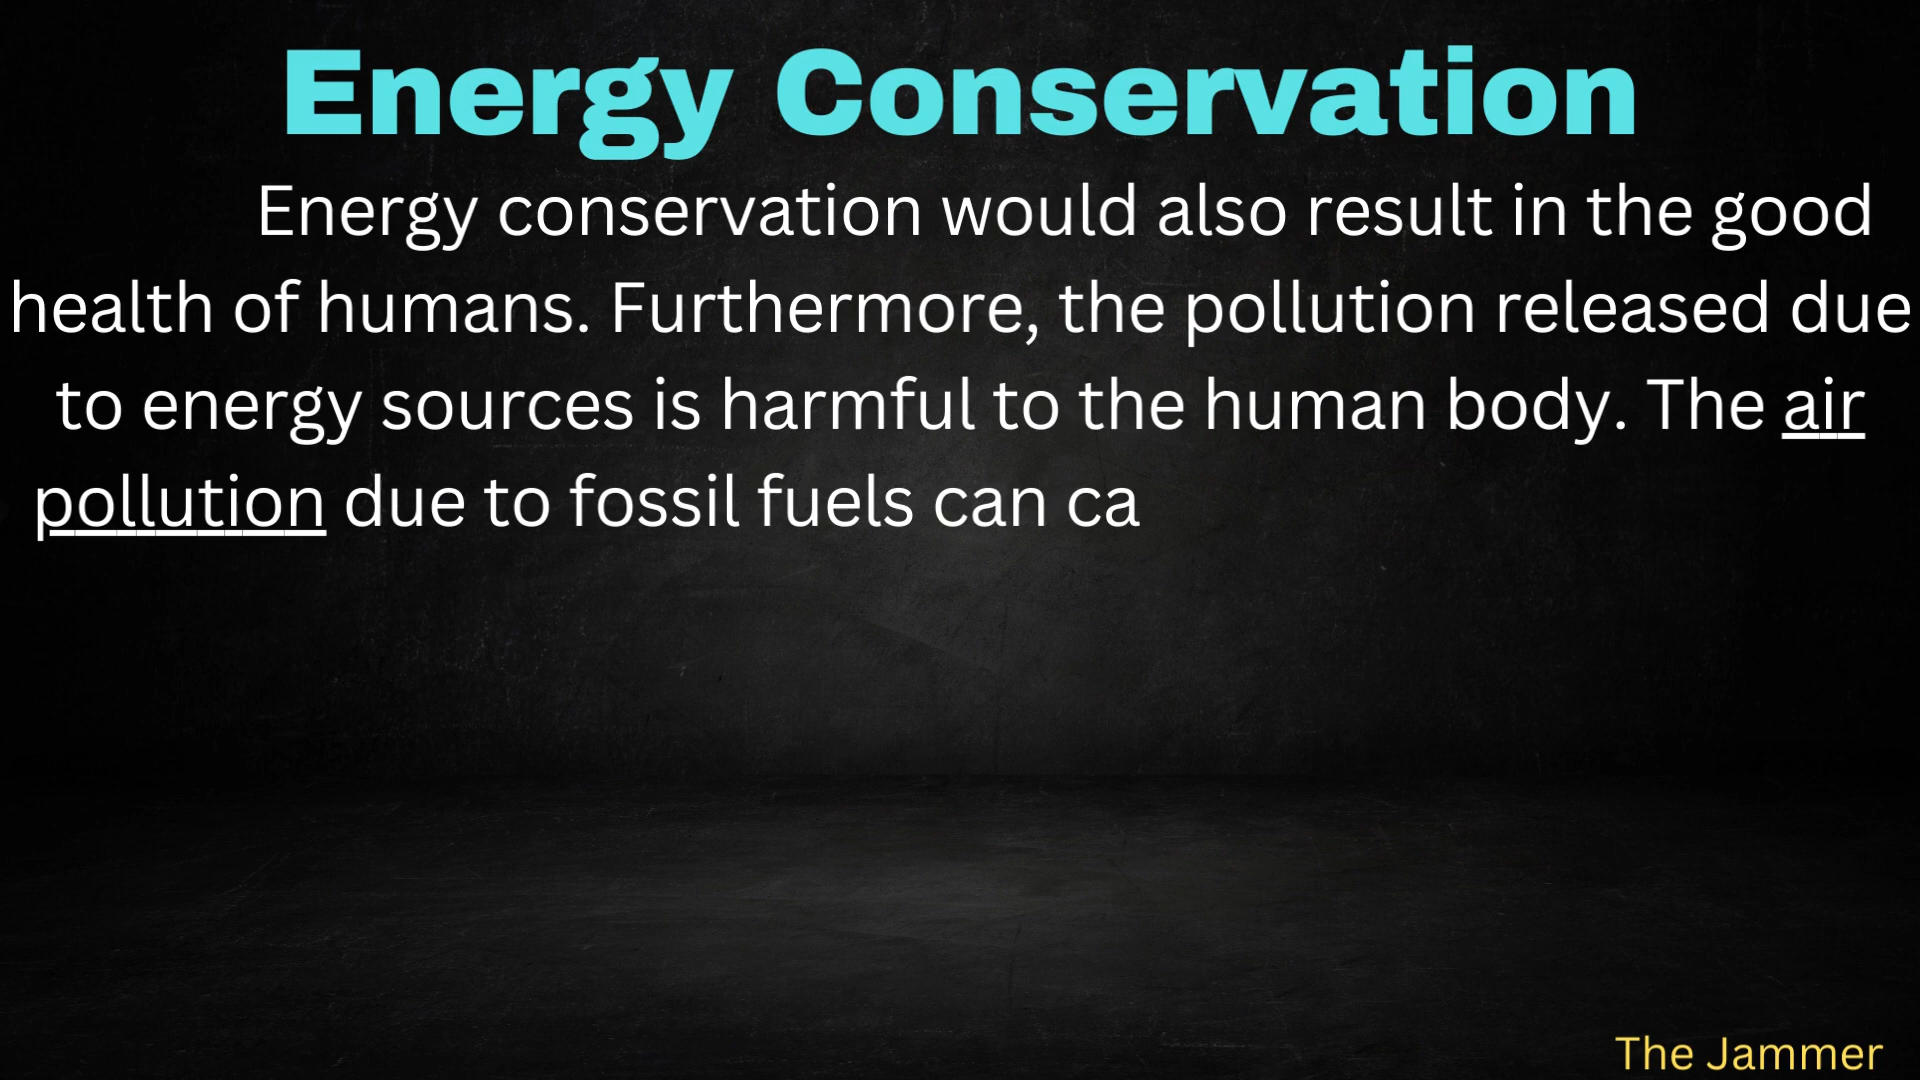 Energy Conservation
Energy conservation would also result in the good
health of humans. Furthermore, the pollution released due
to energy sources is harmful to the human body. The air
pollution due to fossil fuels can ca
The Jammer